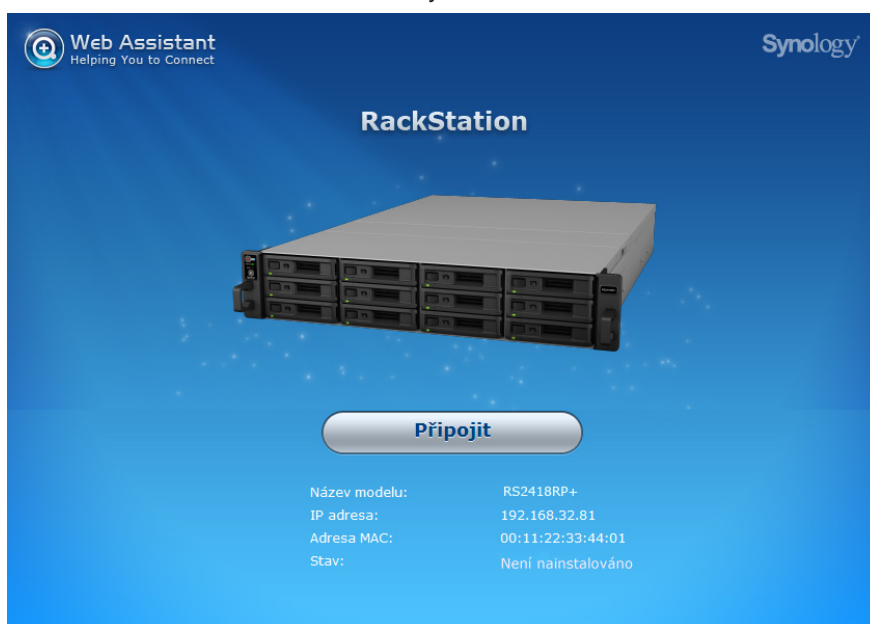 Web Assistant
Helping You to Connect
Synology
RackStation
Připojit
Název modelu: RS2418RP+
IP adresa: 192.168.32.81
Adresa MAC: 00:11:22:33:44:01
Stav: Není nainstalováno